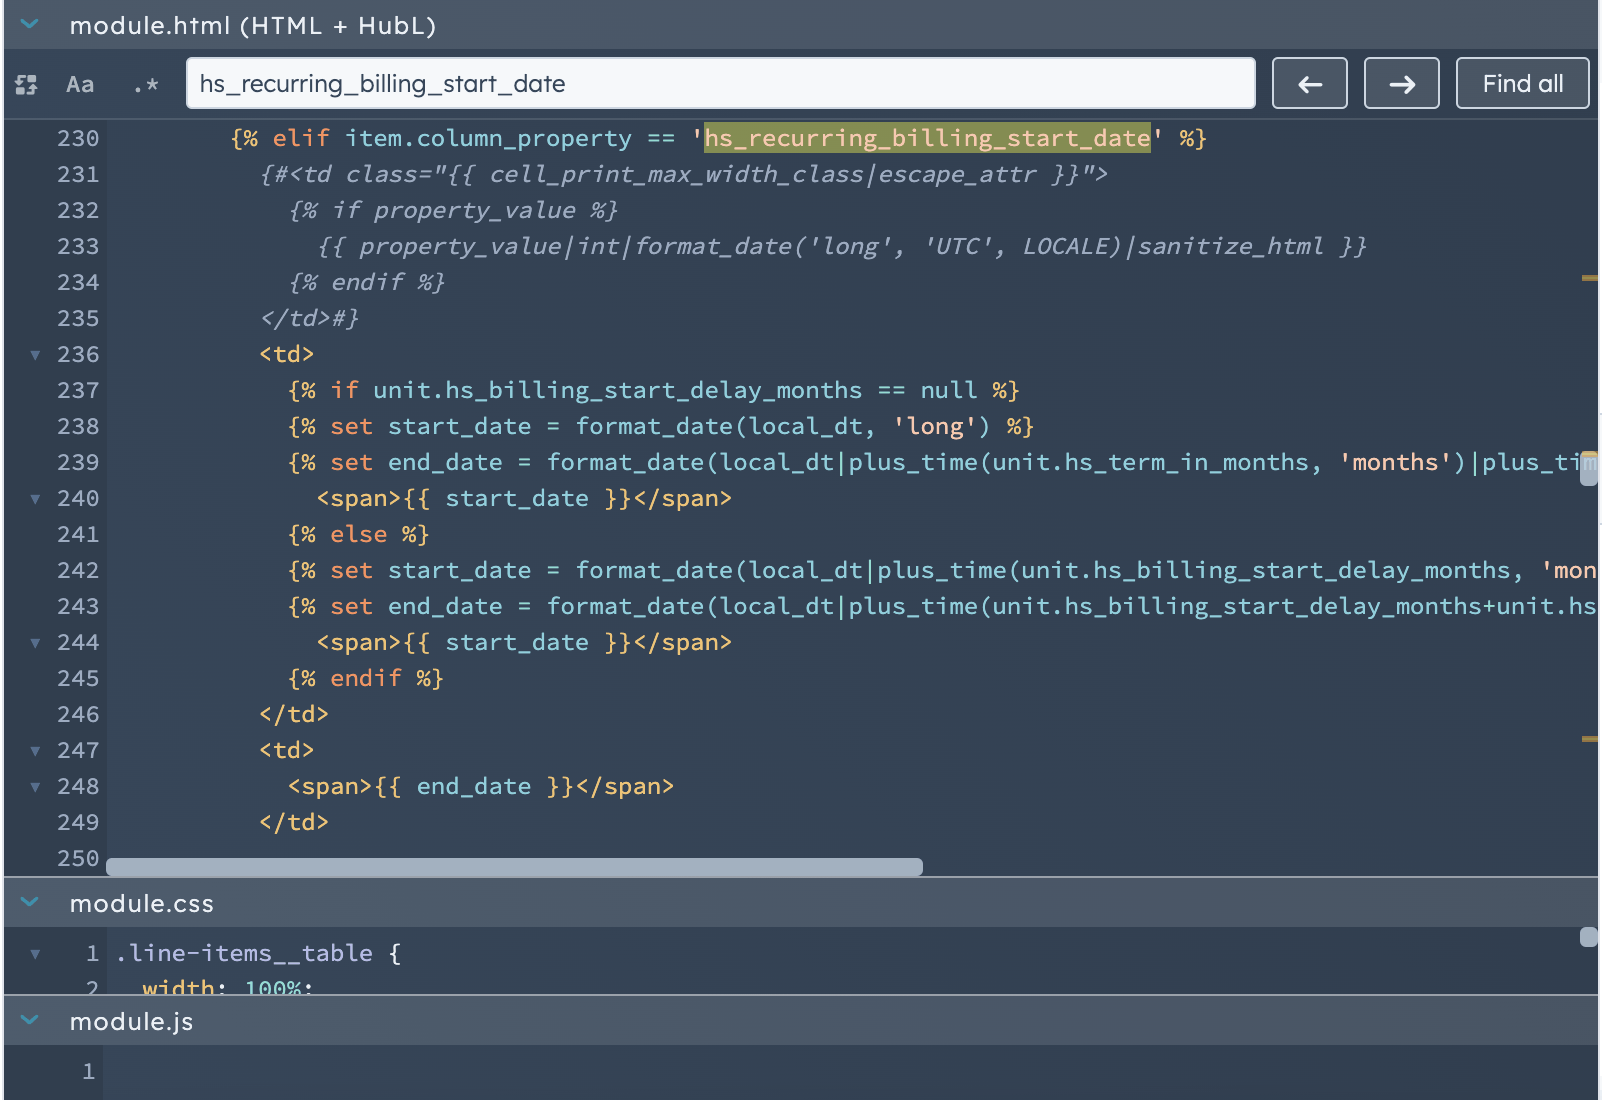 module.html (HTML + HubL)
Aa .* hs_recurring_billing_start_date ← → Find all
230 {% elif item.column_property == 'hs_recurring_billing_start_date' %}
231 {#<td class="{{ cell_print_max_width_class|escape_attr }}">
232 {% if property_value %}
233 {{ property_value|int|format_date('long', 'UTC', LOCALE)|sanitize_html }}
234 {% endif %}
235 </td>#}
236 <td>
237 {% if unit.hs_billing_start_delay_months == null %}
238 {% set start_date = format_date(local_dt, 'long') %}
239 {% set end_date = format_date(local_dt|plus_time(unit.hs_term_in_months, 'months')|plus_tim
240 <span>{{ start_date }}</span>
241 {% else %}
242 {% set start_date = format_date(local_dt|plus_time(unit.hs_billing_start_delay_months, 'mon
243 {% set end_date = format_date(local_dt|plus_time(unit.hs_billing_start_delay_months+unit.hs
244 <span>{{ start_date }}</span>
245 {% endif %}
246 </td>
247 <td>
248 <span>{{ end_date }}</span>
249 </td>
250
module.css
1 .line-items__table {
2 width: 100%;
module.js
1